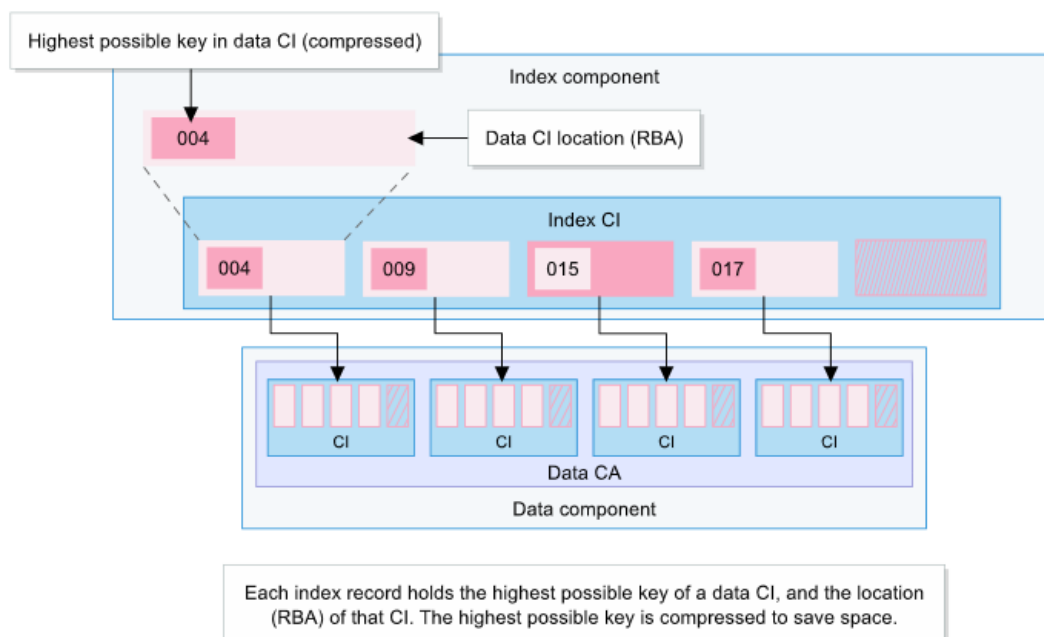 Highest possible key in data CI (compressed)
Index component
004
Data CI location (RBA)
Index CI
004
009
015
017
CI
CI
CI
CI
Data CA
Data component
Each index record holds the highest possible key of a data CI, and the location
(RBA) of that CI. The highest possible key is compressed to save space.